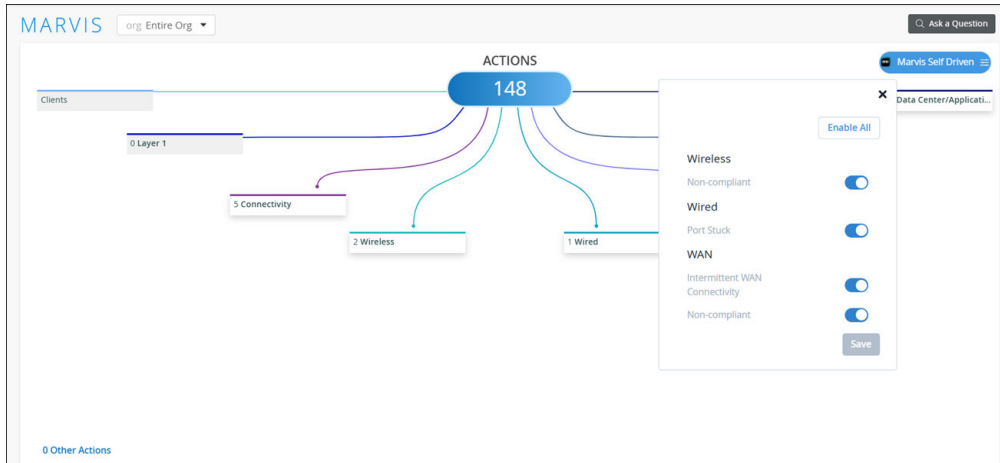 MARVIS
org Entire Org
Ask a Question
ACTIONS
148
Marvis Self Driven
Clients
Data Center/Applicati...
0 Layer 1
5 Connectivity
2 Wireless
1 Wired
Enable All
Wireless
Non-compliant
Wired
Port Stuck
WAN
Intermittent WAN
Connectivity
Non-compliant
Save
0 Other Actions